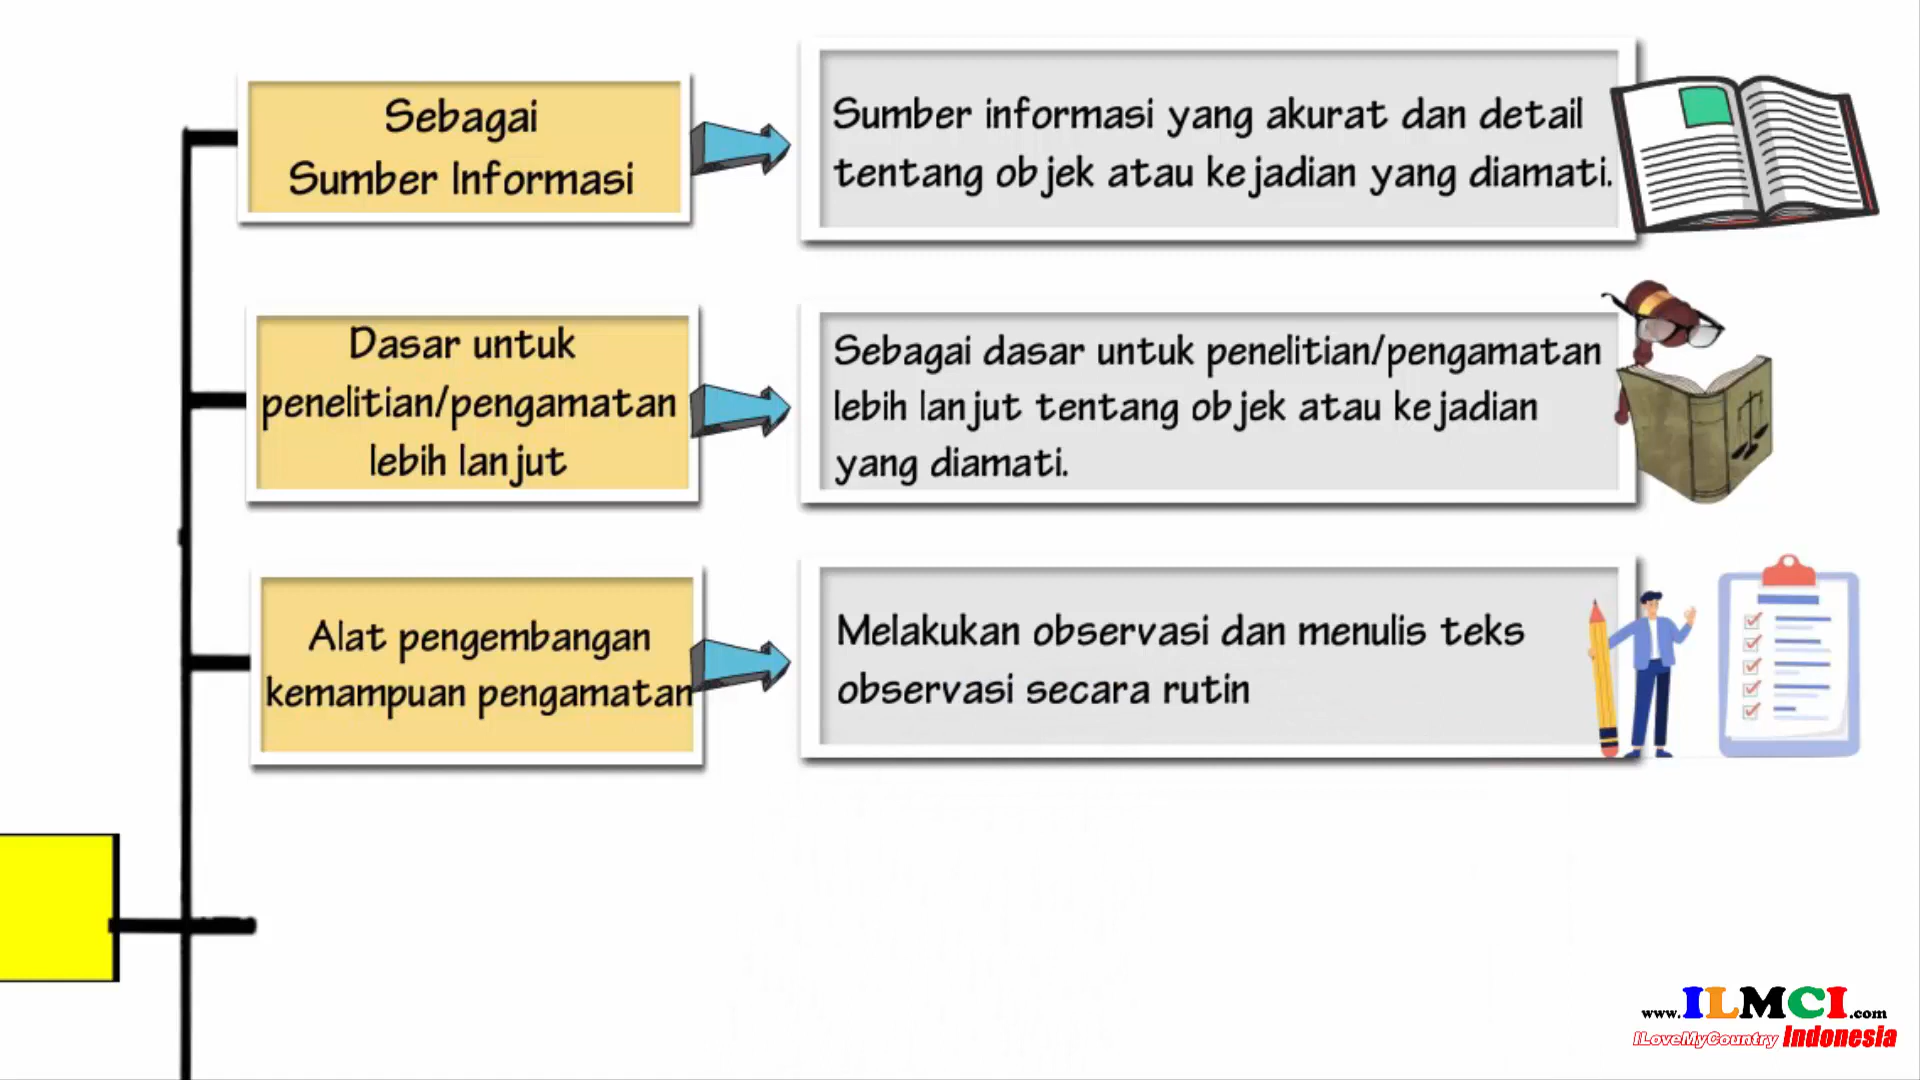 Sebagai
Sumber Informasi
Sumber informasi yang akurat dan detail
tentang objek atau kejadian yang diamati.
Dasar untuk
penelitian/pengamatan
lebih lanjut
Sebagai dasar untuk penelitian/pengamatan
lebih lanjut tentang objek atau kejadian
yang diamati.
Alat pengembangan
kemampuan pengamatan
Melakukan observasi dan menulis teks
observasi secara rutin
www.ILMCI.com
ILoveMyCountry Indonesia